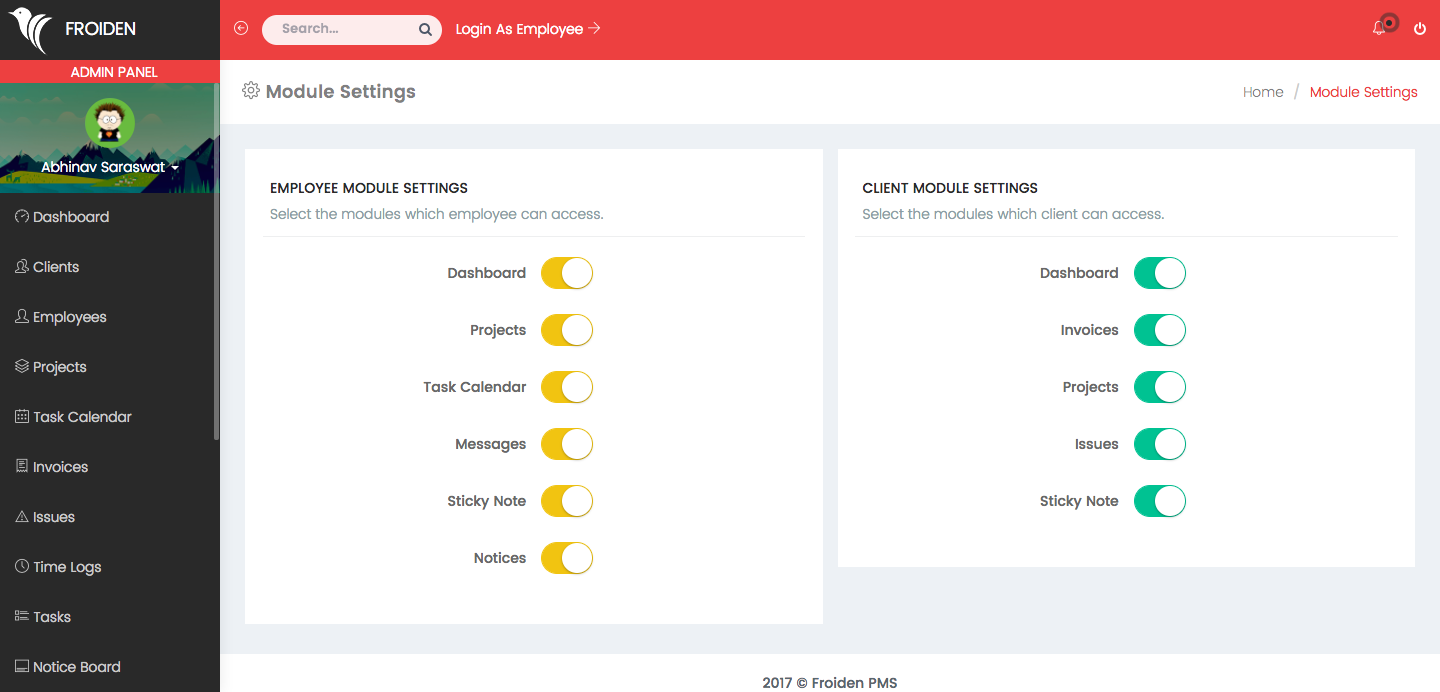 FROIDEN
Search...
Login As Employee
ADMIN PANEL
Abhinav Saraswat
Dashboard
Clients
Employees
Projects
Task Calendar
Invoices
Issues
Time Logs
Tasks
Notice Board
Module Settings
Home / Module Settings
EMPLOYEE MODULE SETTINGS
Select the modules which employee can access.
Dashboard
Projects
Task Calendar
Messages
Sticky Note
Notices
CLIENT MODULE SETTINGS
Select the modules which client can access.
Dashboard
Invoices
Projects
Issues
Sticky Note
2017 © Froiden PMS